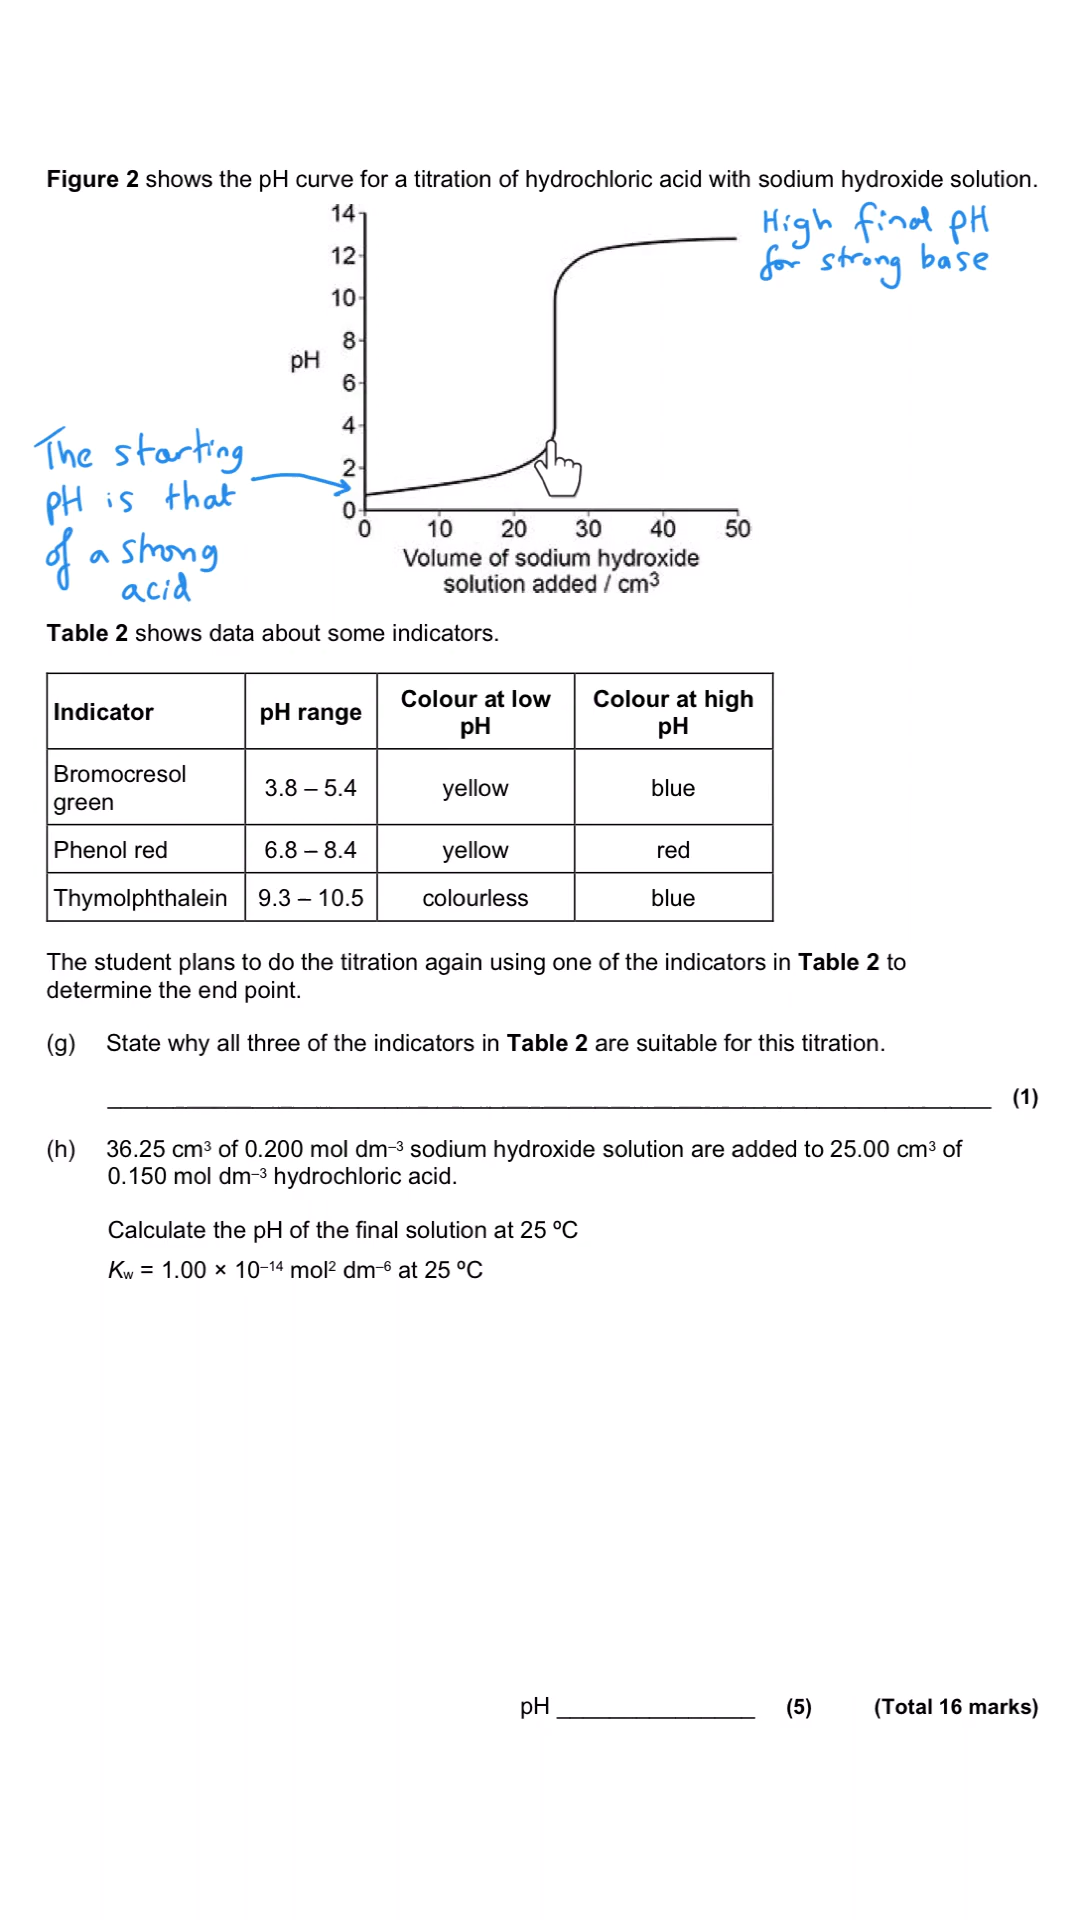 Figure 2 shows the pH curve for a titration of hydrochloric acid with sodium hydroxide solution.
14
12
10
8
6
4
2
0
pH
0 10 20 30 40 50
Volume of sodium hydroxide
solution added / cm³
High final pH
for strong base
The starting
pH is that
of a strong
acid
Table 2 shows data about some indicators.
Indicator pH range Colour at low pH Colour at high pH
Bromocresol green 3.8 – 5.4 yellow blue
Phenol red 6.8 – 8.4 yellow red
Thymolphthalein 9.3 – 10.5 colourless blue
The student plans to do the titration again using one of the indicators in Table 2 to
determine the end point.
(g) State why all three of the indicators in Table 2 are suitable for this titration.
(1)
(h) 36.25 cm³ of 0.200 mol dm⁻³ sodium hydroxide solution are added to 25.00 cm³ of
0.150 mol dm⁻³ hydrochloric acid.
Calculate the pH of the final solution at 25 ºC
Kw = 1.00 × 10⁻¹⁴ mol² dm⁻⁶ at 25 ºC
pH (5) (Total 16 marks)